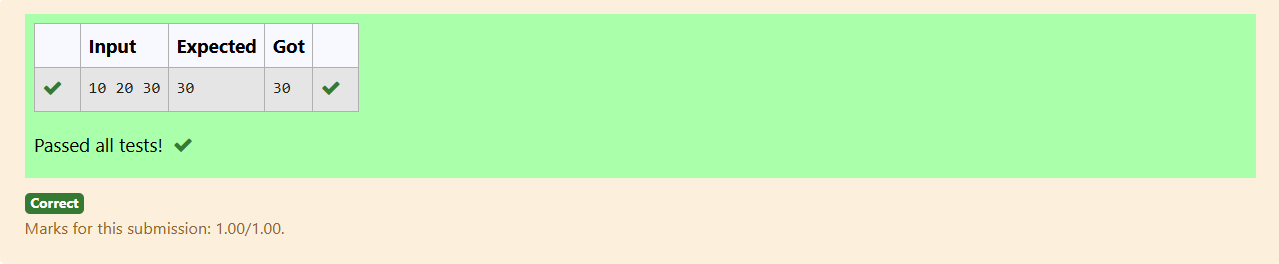 Input Expected Got
10 20 30 30 30
Passed all tests!
Correct
Marks for this submission: 1.00/1.00.